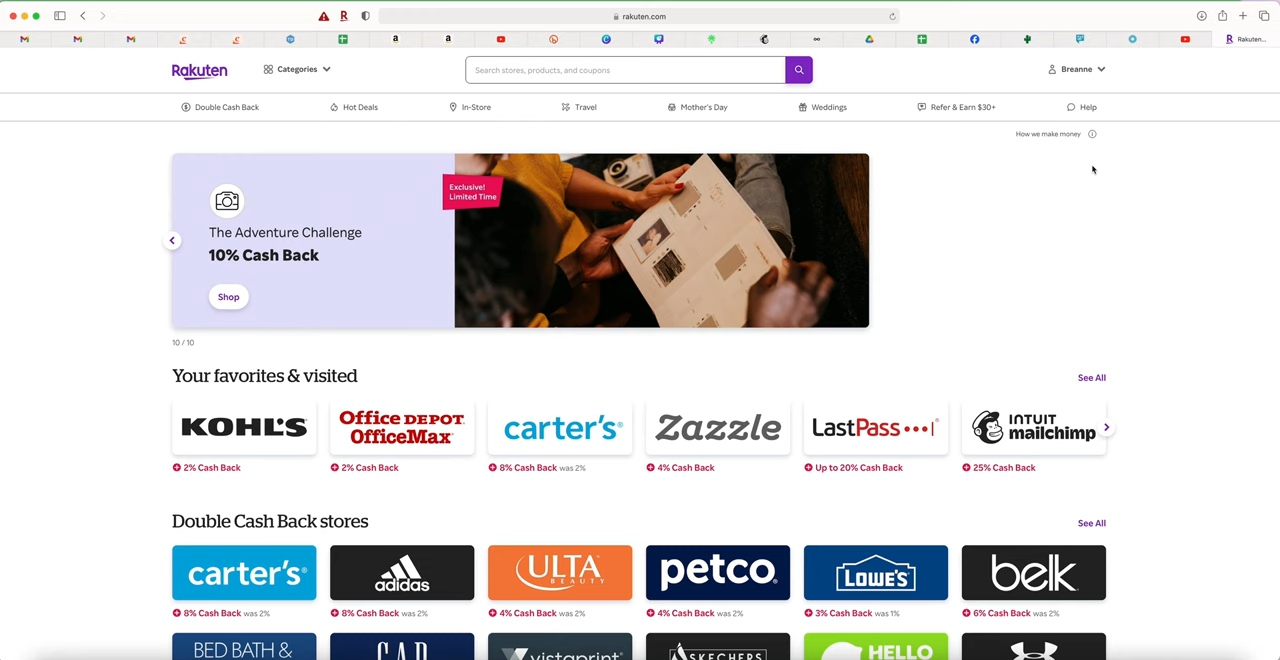 rakuten.com
Rakuten...
Rakuten
Categories
Search stores, products, and coupons
Breanne
Double Cash Back
Hot Deals
In-Store
Travel
Mother's Day
Weddings
Refer & Earn $30+
Help
How we make money
Exclusive!
Limited Time
The Adventure Challenge
10% Cash Back
Shop
10 / 10
Your favorites & visited
See All
KOHL'S
Office DEPOT
OfficeMax
carter's
Zazzle
LastPass
INTUIT
mailchimp
2% Cash Back
2% Cash Back
8% Cash Back was 2%
4% Cash Back
Up to 20% Cash Back
25% Cash Back
Double Cash Back stores
See All
carter's
adidas
ULTA
BEAUTY
petco
LOWE'S
belk
8% Cash Back was 2%
8% Cash Back was 2%
4% Cash Back was 2%
4% Cash Back was 2%
3% Cash Back was 1%
6% Cash Back was 2%
BED BATH &
GAP
vistaprint
SKECHERS
HELLO